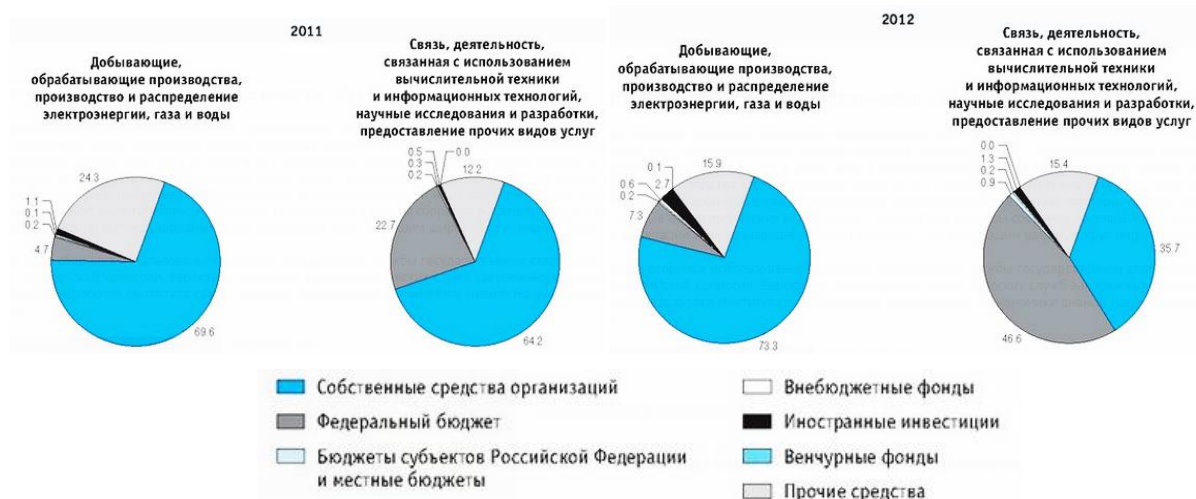 2011
Добывающие,
обрабатывающие производства,
производство и распределение
электроэнергии, газа и воды
24.3
1.1
0.1
0.2
4.7
69.6
Связь, деятельность,
связанная с использованием
вычислительной техники
и информационных технологий,
научные исследования и разработки,
предоставление прочих видов услуг
0.5
0.0
0.3
0.2
12.2
22.7
64.2
2012
Добывающие,
обрабатывающие производства,
производство и распределение
электроэнергии, газа и воды
0.1
15.9
2.7
0.6
0.2
7.3
73.3
Связь, деятельность,
связанная с использованием
вычислительной техники
и информационных технологий,
научные исследования и разработки,
предоставление прочих видов услуг
0.0
1.3
0.2
0.9
15.4
35.7
46.6
Собственные средства организаций
Федеральный бюджет
Бюджеты субъектов Российской Федерации
и местные бюджеты
Внебюджетные фонды
Иностранные инвестиции
Венчурные фонды
Прочие средства